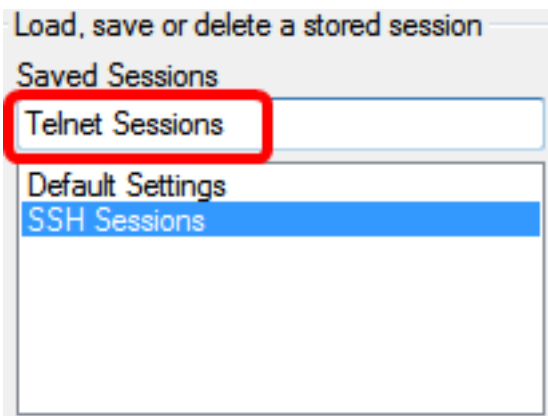 Load, save or delete a stored session
Saved Sessions
Telnet Sessions
Default Settings
SSH Sessions